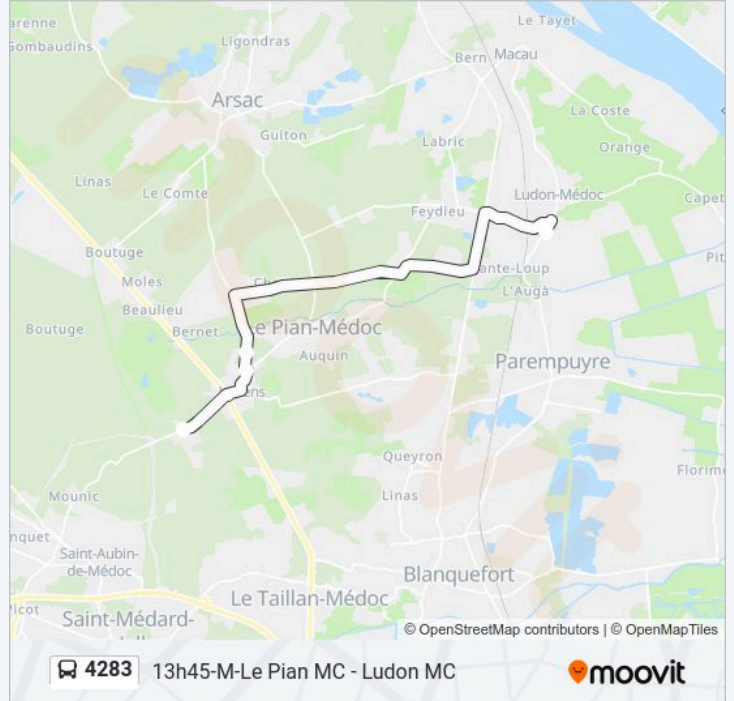 Le Tayet
arenne
Gombaudins
Ligondras
Bern
Macau
Arsac
La Coste
Guiton
Labric
Orange
Linas
Le Comte
Ludon-Médoc
Capet
Feydieu
Boutuge
Pit
Moles
ante-Loup
L'Augà
Beaulieu
Boutuge
Bernet
Le Pian-Médoc
Auquin
Parempuyre
ens
Queyron
Florim
Mounic
Linas
nquet
Saint-Aubin-
de-Médoc
Blanquefort
Picot
Le Taillan-Médoc
Saint-Médard-
© OpenStreetMap contributors | © OpenMapTiles
4283 13h45-M-Le Pian MC - Ludon MC
moovit